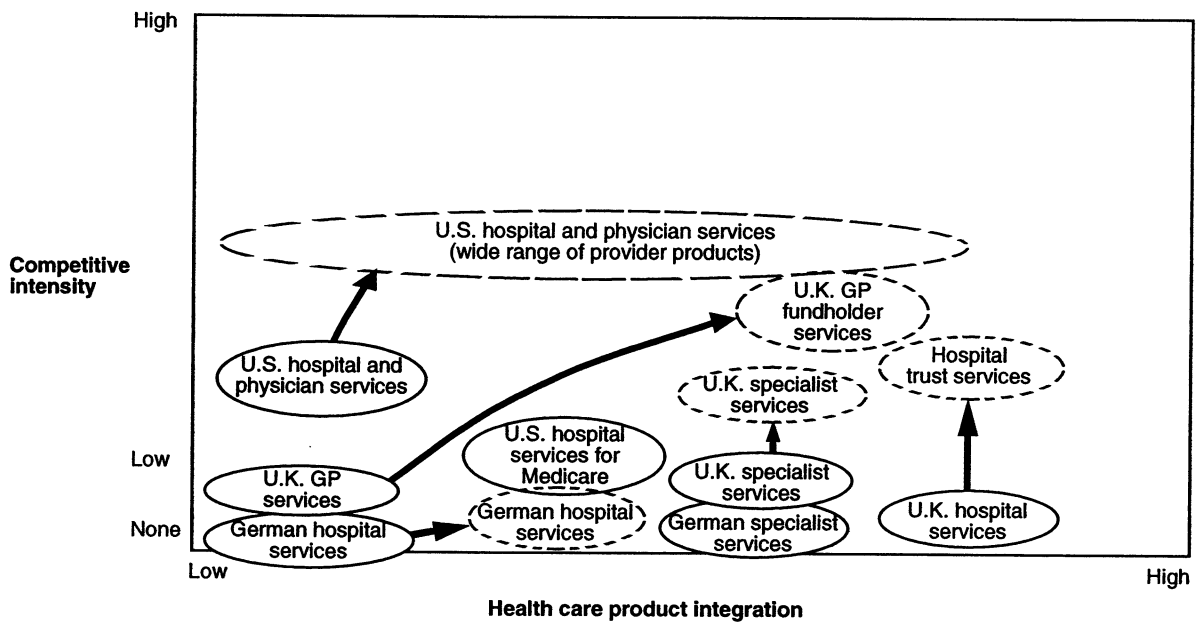 High
U.S. hospital and physician services
(wide range of provider products)
Competitive
intensity
U.K. GP
fundholder
services
U.S. hospital and
physician services
Hospital
trust services
U.K. specialist
services
U.S. hospital
services for
Medicare
Low
U.K. GP
services
U.K. specialist
services
None
German hospital
services
German hospital
services
German specialist
services
U.K. hospital
services
Low
High
Health care product integration